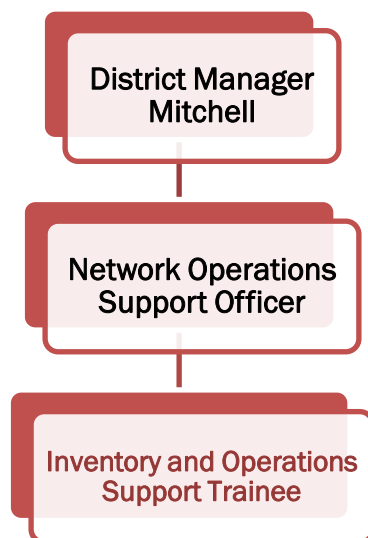 District Manager
Mitchell
Network Operations
Support Officer
Inventory and Operations
Support Trainee